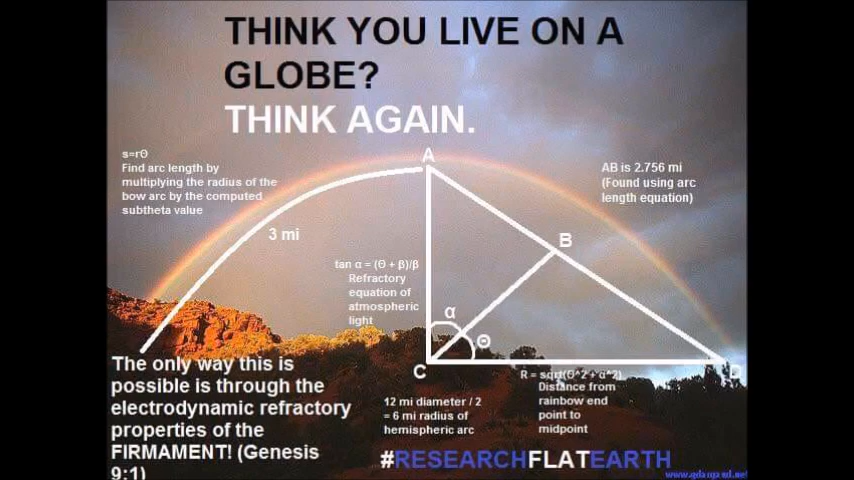 THINK YOU LIVE ON A
GLOBE?
THINK AGAIN.
s=rΘ
Find arc length by
multiplying the radius of the
bow arc by the computed
subtheta value
A
AB is 2.756 mi
(Found using arc
length equation)
3 mi
B
tan α = (Θ + β)/β
Refractory
equation of
atmospheric
light
α
Θ
C
D
R = sqrt(Θ^2 + α^2)
Distance from
rainbow end
point to
midpoint
The only way this is
possible is through the
electrodynamic refractory
properties of the
FIRMAMENT! (Genesis
9:1)
12 mi diameter / 2
= 6 mi radius of
hemispheric arc
#RESEARCHFLATEARTH